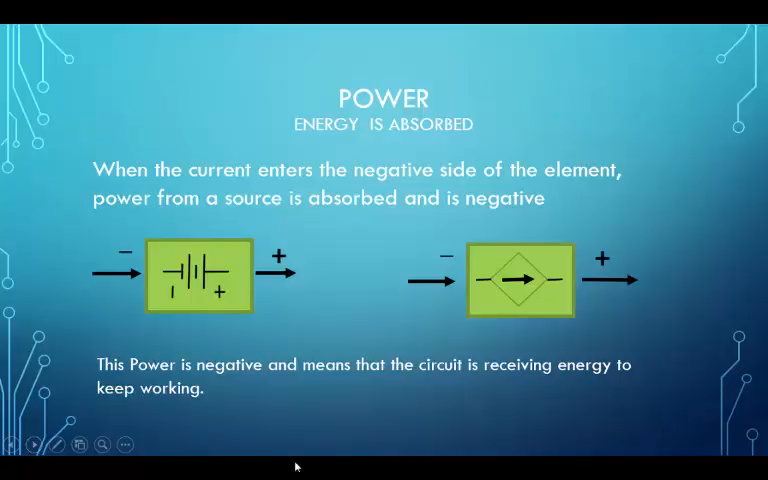 POWER
ENERGY IS ABSORBED
When the current enters the negative side of the element,
power from a source is absorbed and is negative
− + − +
− +
This Power is negative and means that the circuit is receiving energy to
keep working.